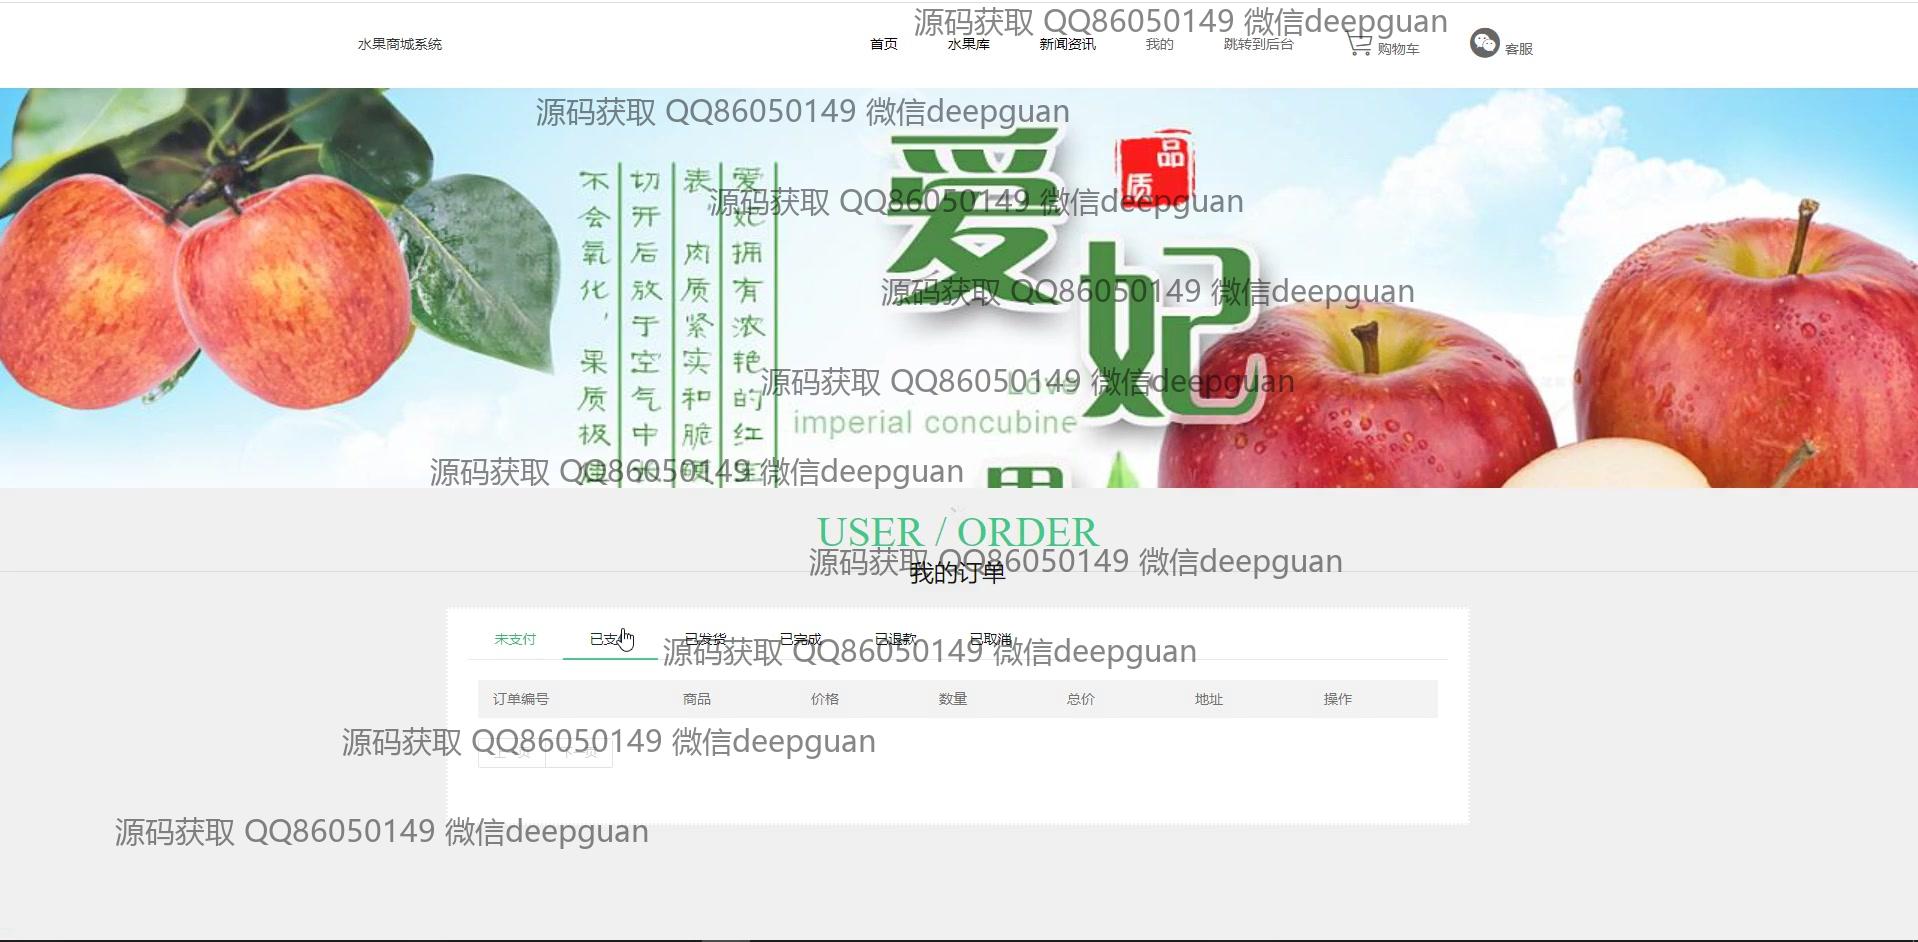 源码获取 QQ86050149 微信deepguan
水果商城系统 首页 水果库 新闻资讯 我的 跳转到后台 购物车 客服
源码获取 QQ86050149 微信deepguan
爱妃
品质
爱妃拥有浓艳的红
表 肉质紧实和脆硬
切开后放于空气中
不会氧化，果质极
源码获取 QQ86050149 微信deepguan
源码获取 QQ86050149 微信deepguan
源码获取 QQ86050149 微信deepguan
Love
imperial concubine
源码获取 QQ86050149 微信deepguan
USER / ORDER
源码获取 QQ86050149 微信deepguan
我的订单
未支付 已支 已发货 已完成 已退款 已取消
源码获取 QQ86050149 微信deepguan
订单编号 商品 价格 数量 总价 地址 操作
源码获取 QQ86050149 微信deepguan
上一页 下一页
源码获取 QQ86050149 微信deepguan